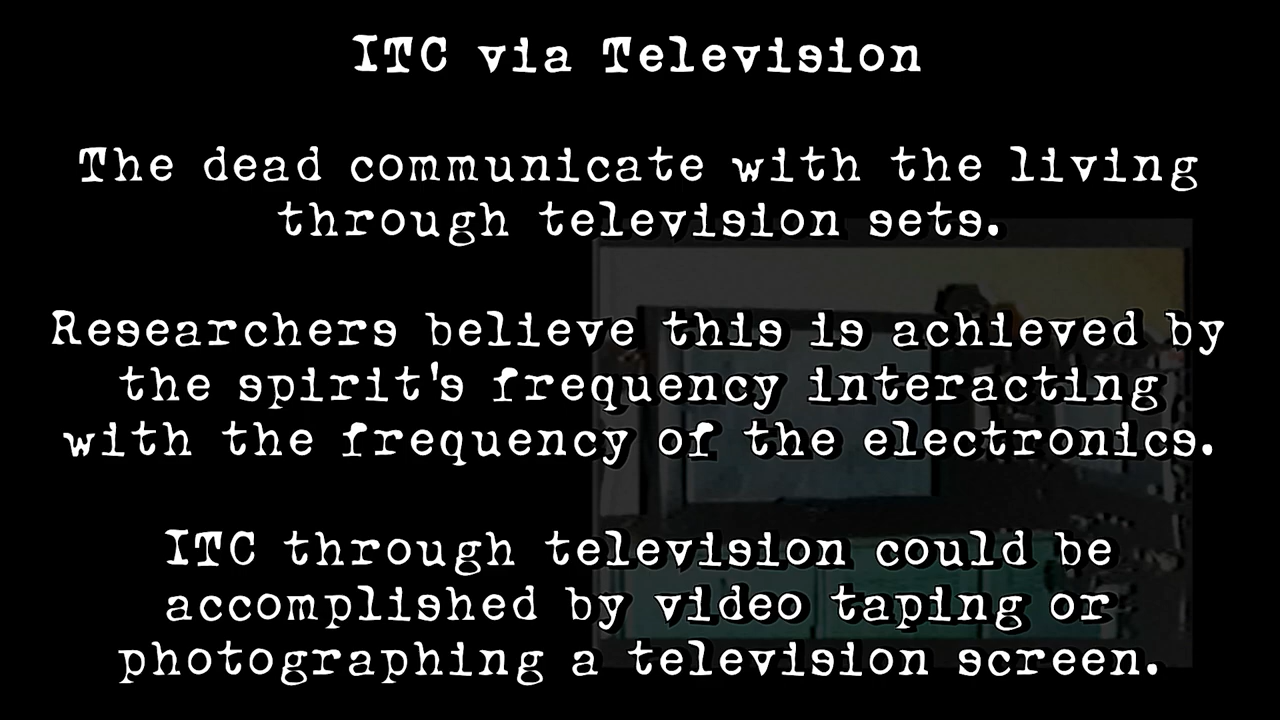 ITC via Television
The dead communicate with the living
through television sets.
Researchers believe this is achieved by
the spirit's frequency interacting
with the frequency of the electronics.
ITC through television could be
accomplished by video taping or
photographing a television screen.